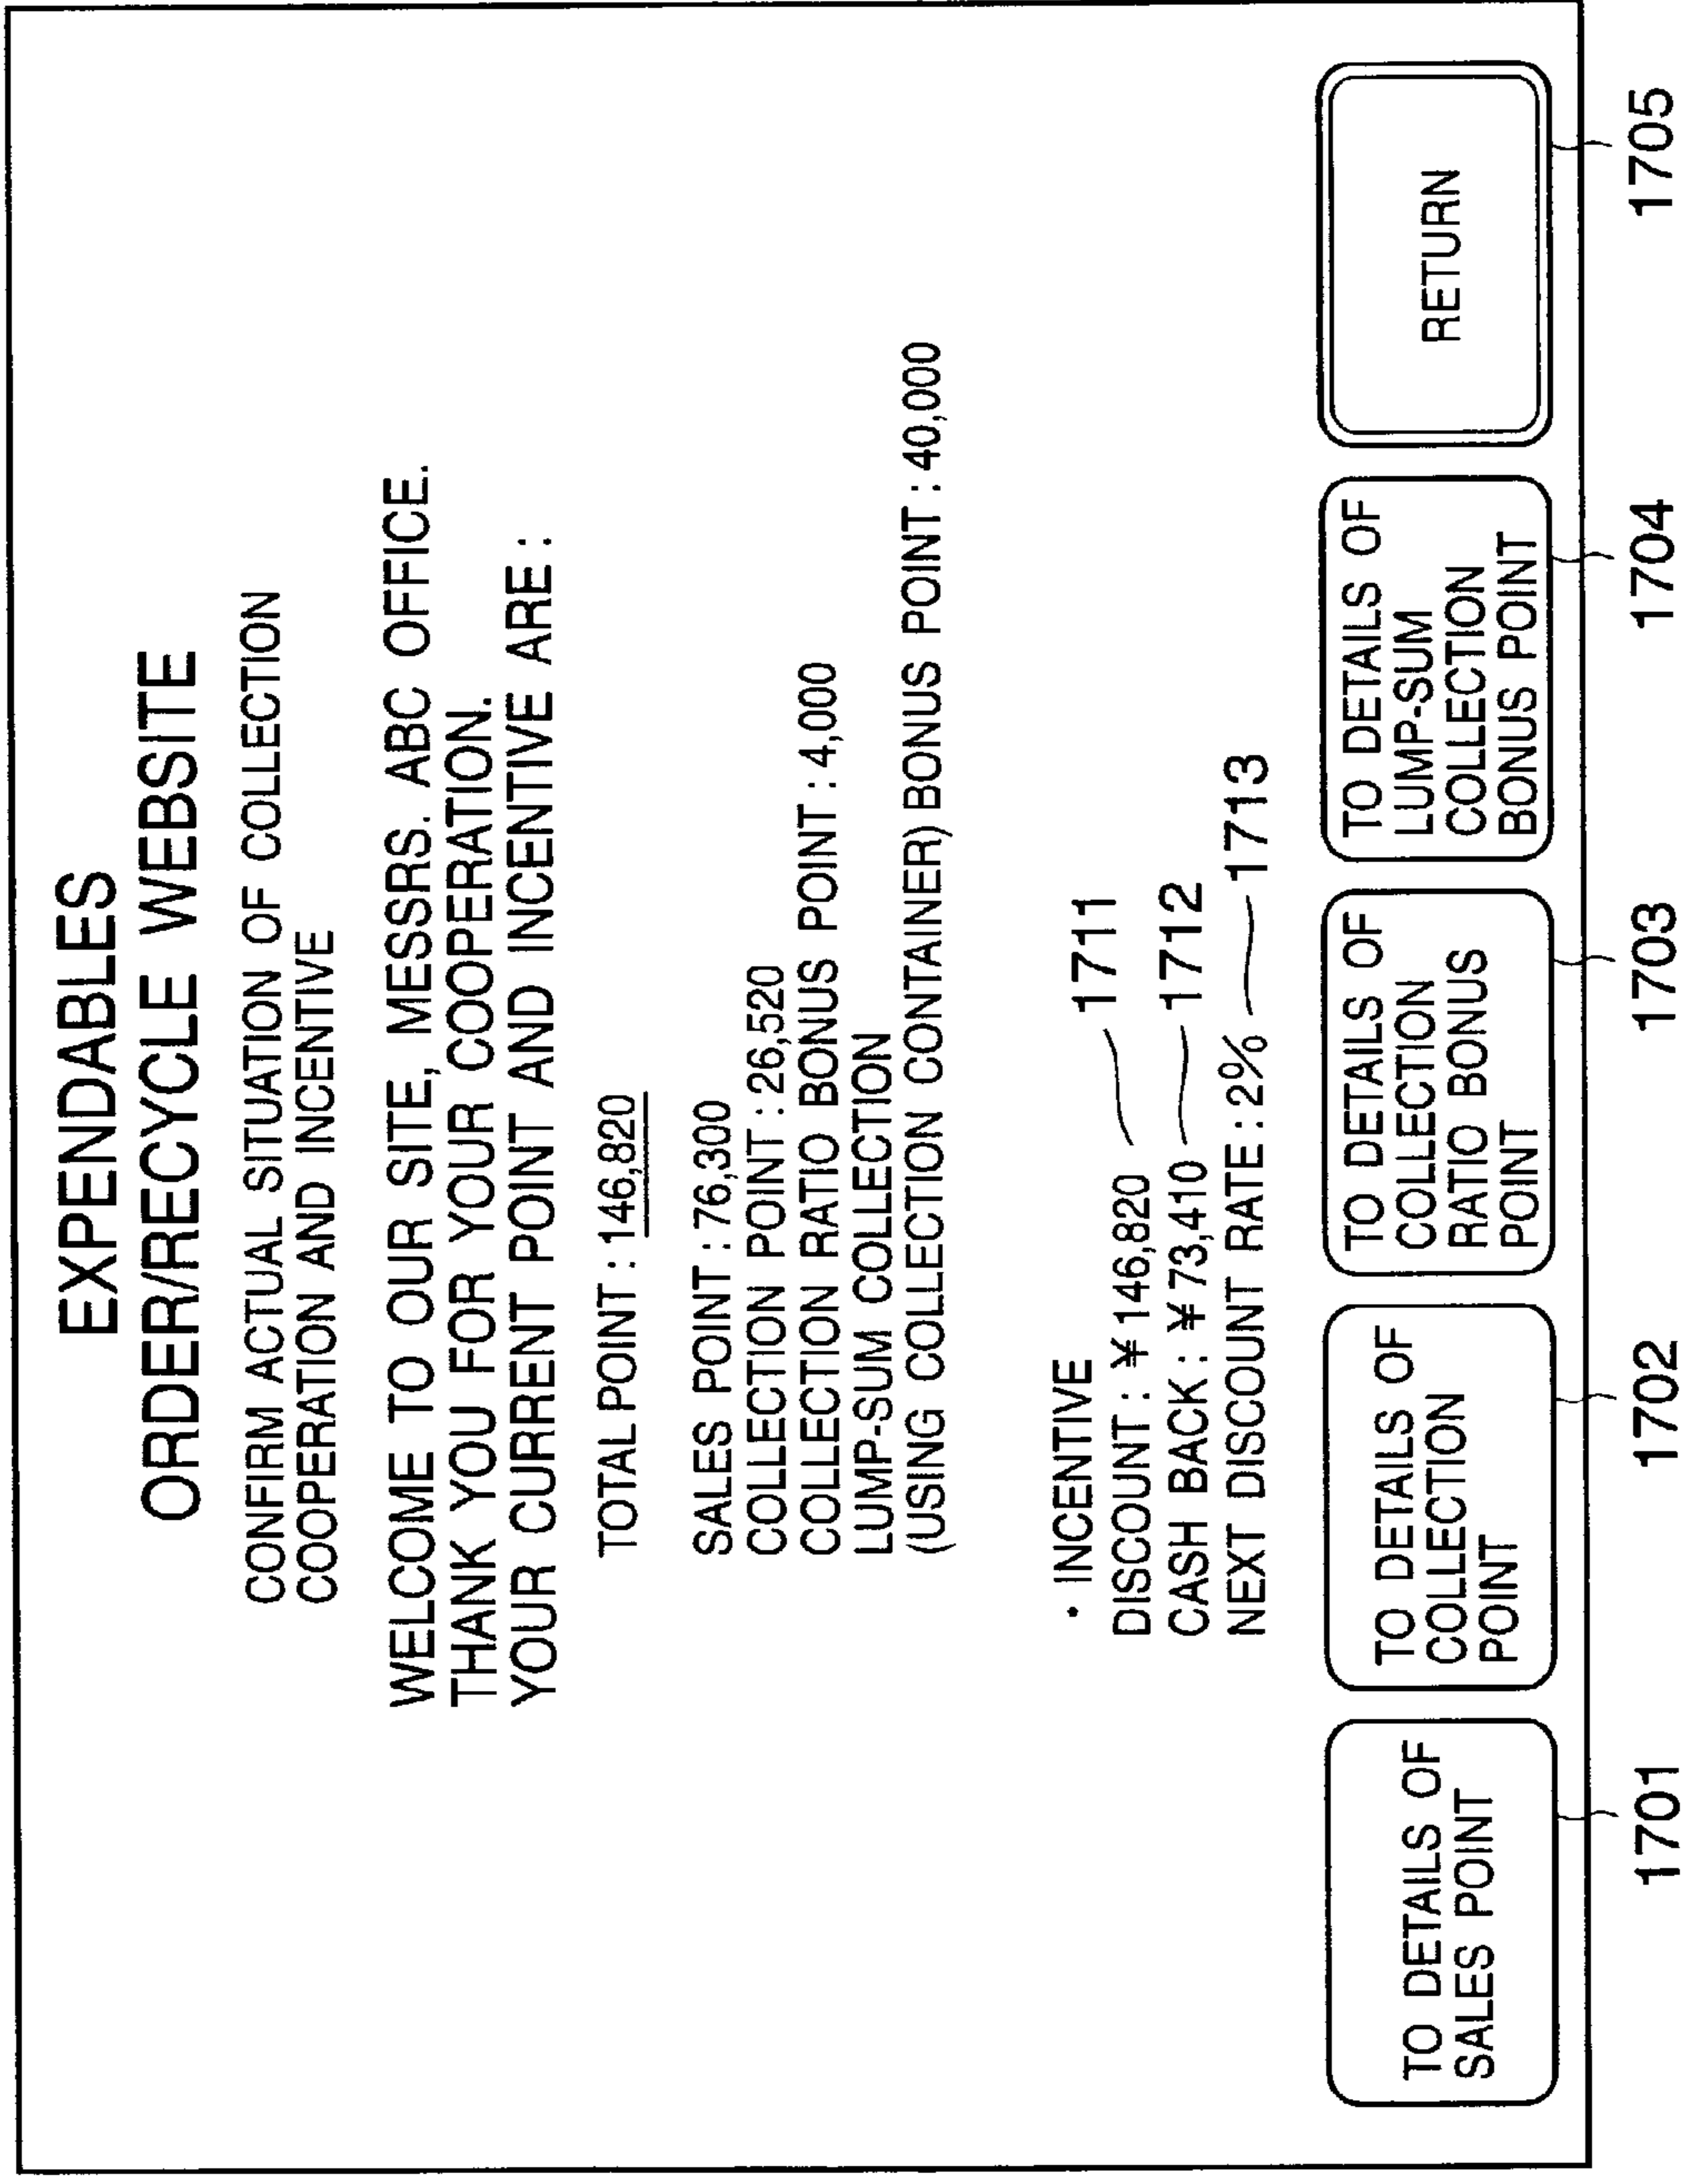 EXPENDABLES
ORDER/RECYCLE WEBSITE
CONFIRM ACTUAL SITUATION OF COLLECTION
COOPERATION AND INCENTIVE
WELCOME TO OUR SITE, MESSRS. ABC OFFICE.
THANK YOU FOR YOUR COOPERATION.
YOUR CURRENT POINT AND INCENTIVE ARE :
TOTAL POINT : 146,820
SALES POINT : 76,300
COLLECTION POINT : 26,520
COLLECTION RATIO BONUS POINT : 4,000
LUMP-SUM COLLECTION
(USING COLLECTION CONTAINER) BONUS POINT : 40,000
• INCENTIVE
DISCOUNT : ¥ 146,820 1711
CASH BACK : ¥ 73,410 1712
NEXT DISCOUNT RATE : 2% 1713
TO DETAILS OF
SALES POINT
TO DETAILS OF
COLLECTION
POINT
TO DETAILS OF
COLLECTION
RATIO BONUS
POINT
TO DETAILS OF
LUMP-SUM
COLLECTION
BONUS POINT
RETURN
1701 1702 1703 1704 1705